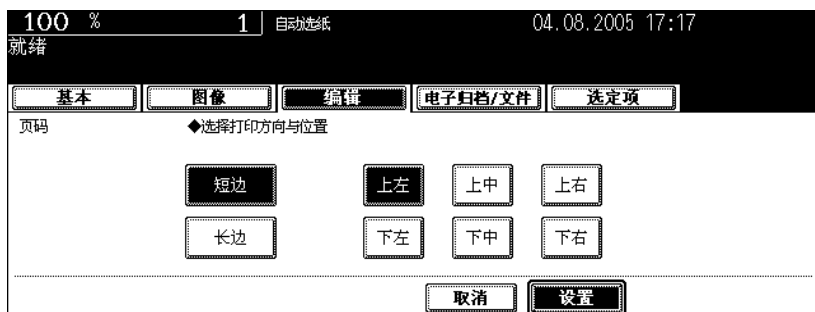 100 % 1 自动选纸 04.08.2005 17:17
就绪
基本 图像 编辑 电子归档/文件 选定项
页码 ◆选择打印方向与位置
短边 上左 上中 上右
长边 下左 下中 下右
取消 设置